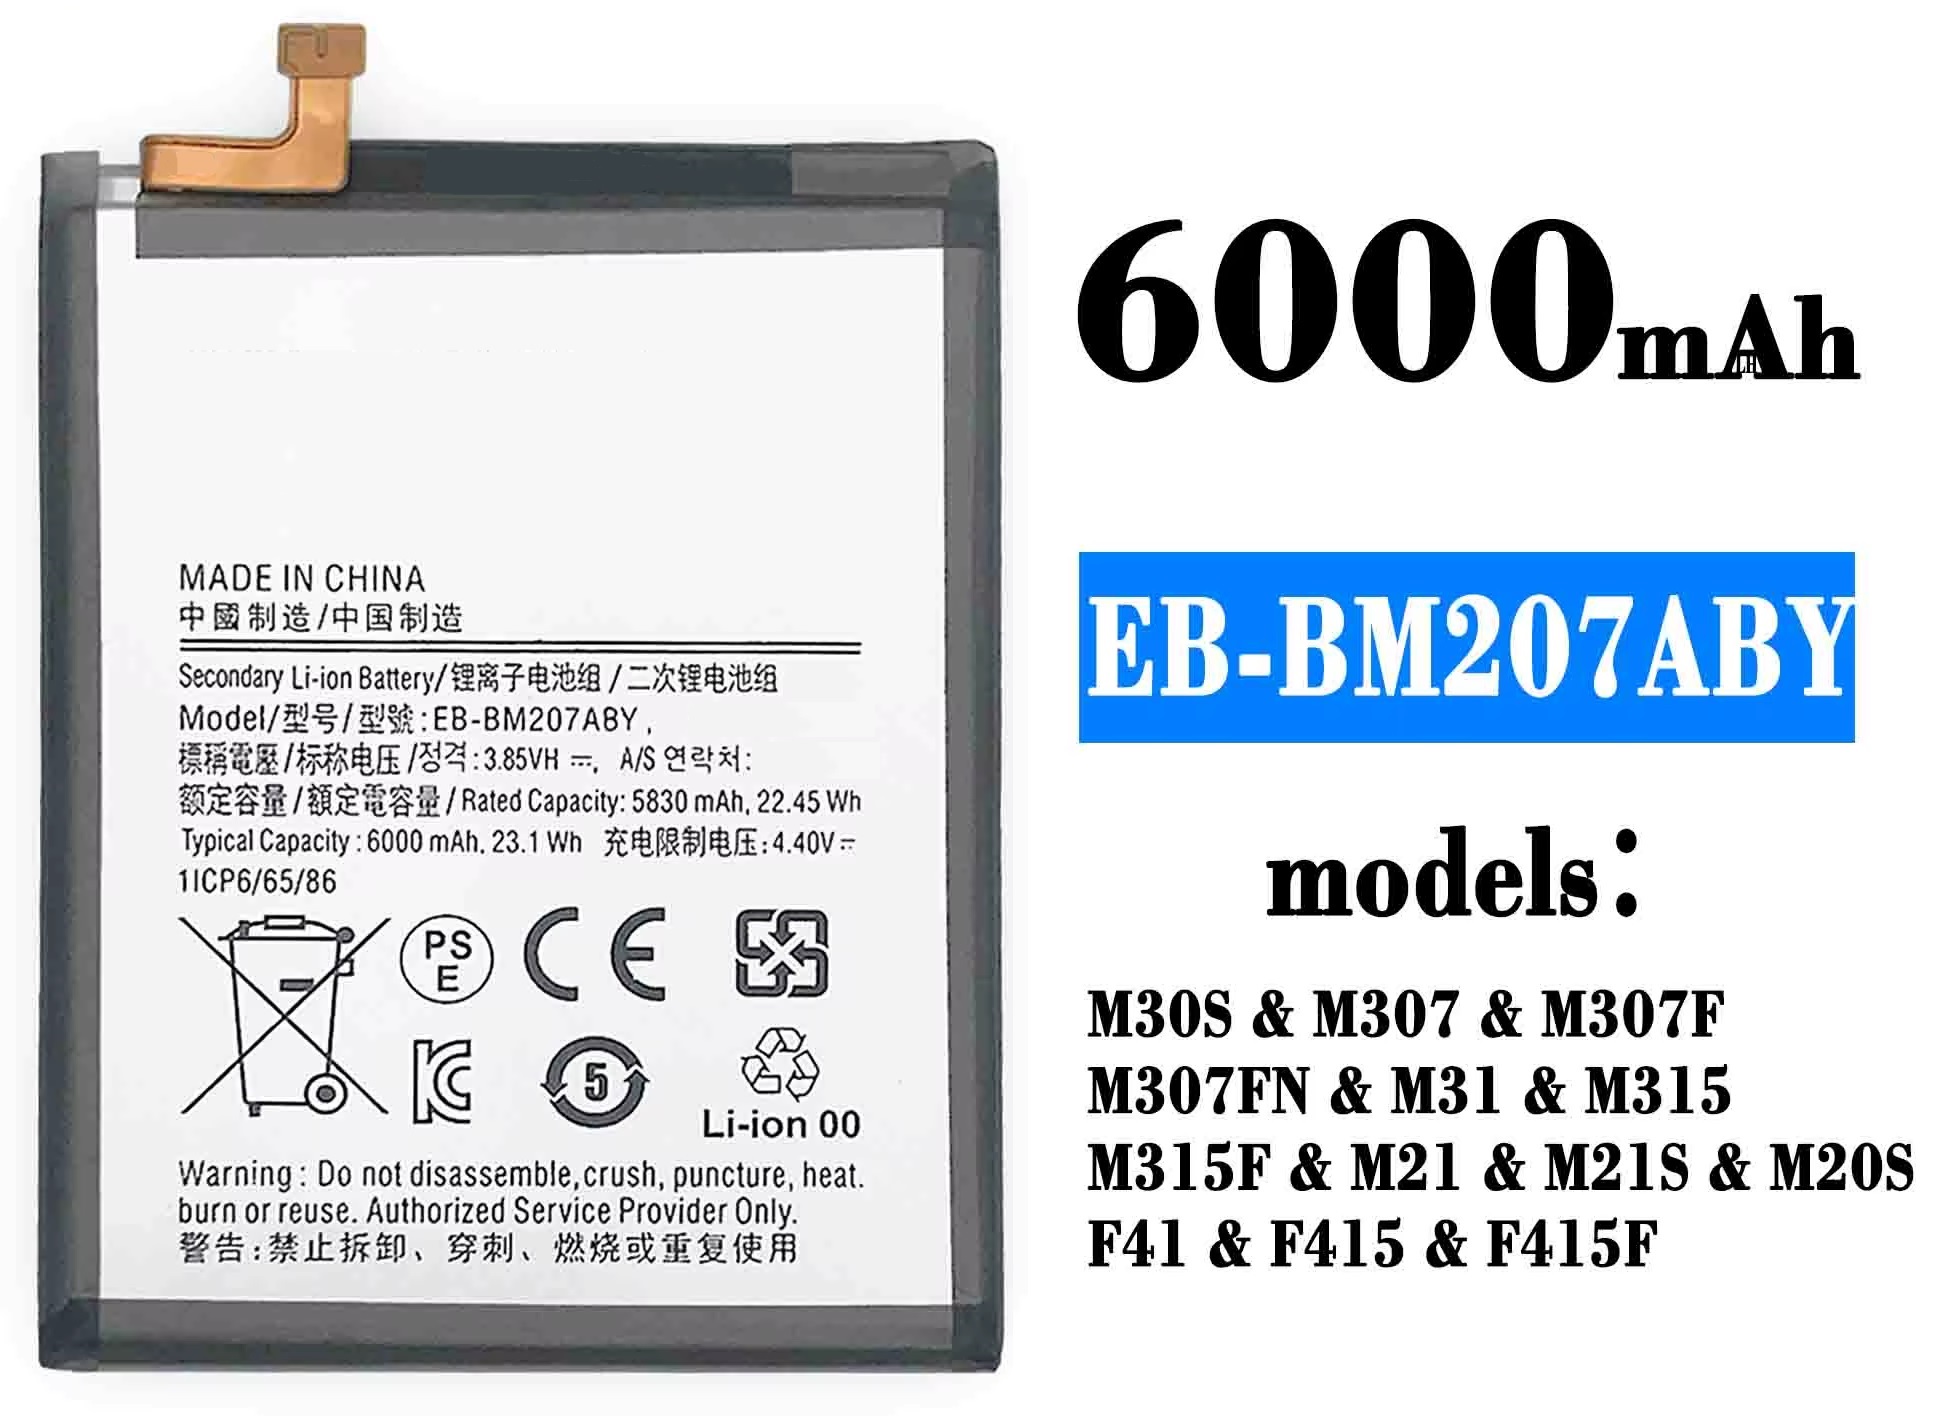 MADE IN CHINA
中國制造/中国制造
Secondary Li-ion Battery/锂离子电池组/二次锂电池组
Model/型号/型號:EB-BM207ABY,
標稱電壓/标称电压/정격:3.85VH ⎓, A/S 연락처:
额定容量/額定電容量/Rated Capacity: 5830 mAh, 22.45 Wh
Typical Capacity : 6000 mAh, 23.1 Wh 充电限制电压:4.40V⎓
1ICP6/65/86
PS
E
CE
KC
5
Li-ion 00
Warning : Do not disassemble,crush, puncture, heat.
burn or reuse. Authorized Service Provider Only.
警告:禁止拆卸、穿刺、燃烧或重复使用
6000mAh
EB-BM207ABY
models：
M30S & M307 & M307F
M307FN & M31 & M315
M315F & M21 & M21S & M20S
F41 & F415 & F415F